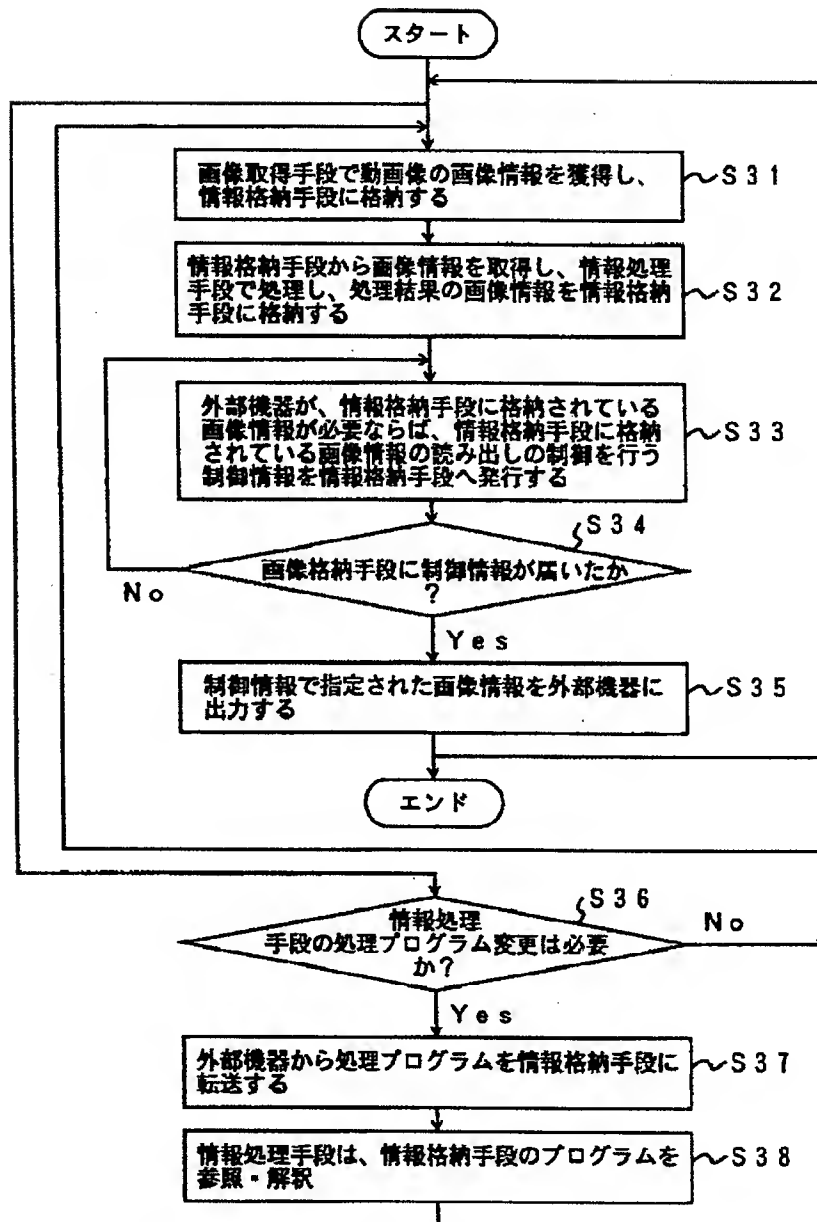 スタート
画像取得手段で動画像の画像情報を獲得し、
情報格納手段に格納する
S31
情報格納手段から画像情報を取得し、情報処理
手段で処理し、処理結果の画像情報を情報格納
手段に格納する
S32
外部機器が、情報格納手段に格納されている
画像情報が必要ならば、情報格納手段に格納
されている画像情報の読み出しの制御を行う
制御情報を情報格納手段へ発行する
S33
S34
画像格納手段に制御情報が届いたか
?
No
Yes
制御情報で指定された画像情報を外部機器に
出力する
S35
エンド
S36
情報処理
手段の処理プログラム変更は必要
か?
No
Yes
外部機器から処理プログラムを情報格納手段に
転送する
S37
情報処理手段は、情報格納手段のプログラムを
参照・解釈
S38